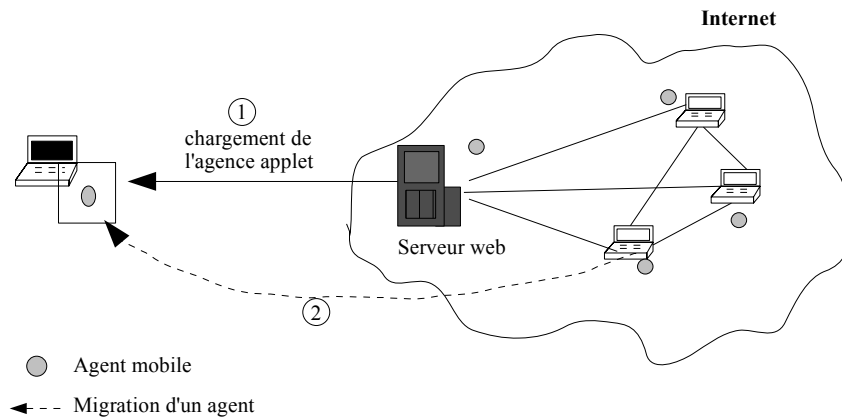 Internet
1
chargement de
l'agence applet
Serveur web
2
Agent mobile
Migration d'un agent